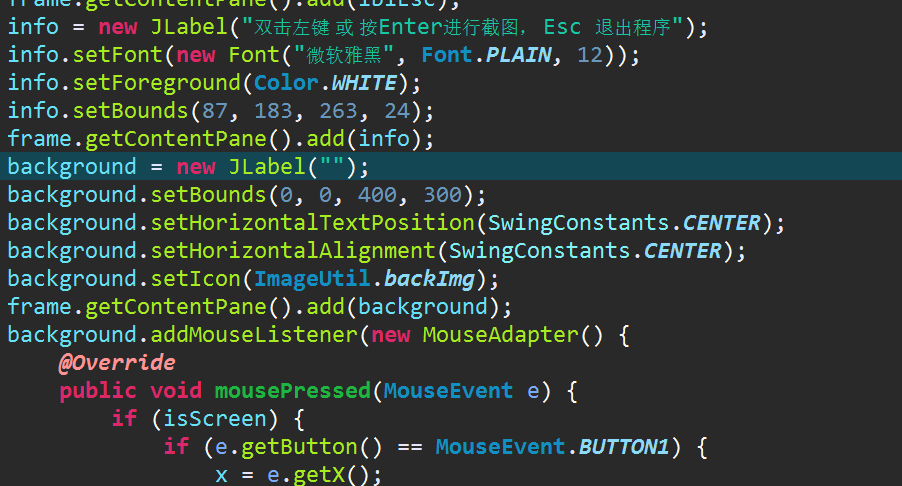 frame.getContentPane().add(lblEsc);
info = new JLabel("双击左键 或 按Enter进行截图， Esc 退出程序");
info.setFont(new Font("微软雅黑", Font.PLAIN, 12));
info.setForeground(Color.WHITE);
info.setBounds(87, 183, 263, 24);
frame.getContentPane().add(info);
background = new JLabel("");
background.setBounds(0, 0, 400, 300);
background.setHorizontalTextPosition(SwingConstants.CENTER);
background.setHorizontalAlignment(SwingConstants.CENTER);
background.setIcon(ImageUtil.backImg);
frame.getContentPane().add(background);
background.addMouseListener(new MouseAdapter() {
@Override
public void mousePressed(MouseEvent e) {
if (isScreen) {
if (e.getButton() == MouseEvent.BUTTON1) {
x = e.getX();